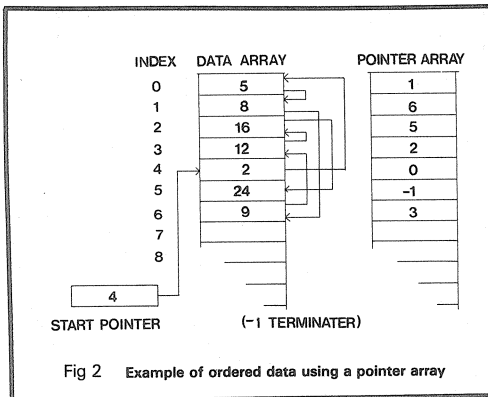 INDEX DATA ARRAY POINTER ARRAY
0 5 1
1 8 6
2 16 5
3 12 2
4 2 0
5 24 -1
6 9 3
7
8
4
START POINTER (-1 TERMINATER)
Fig 2 Example of ordered data using a pointer array